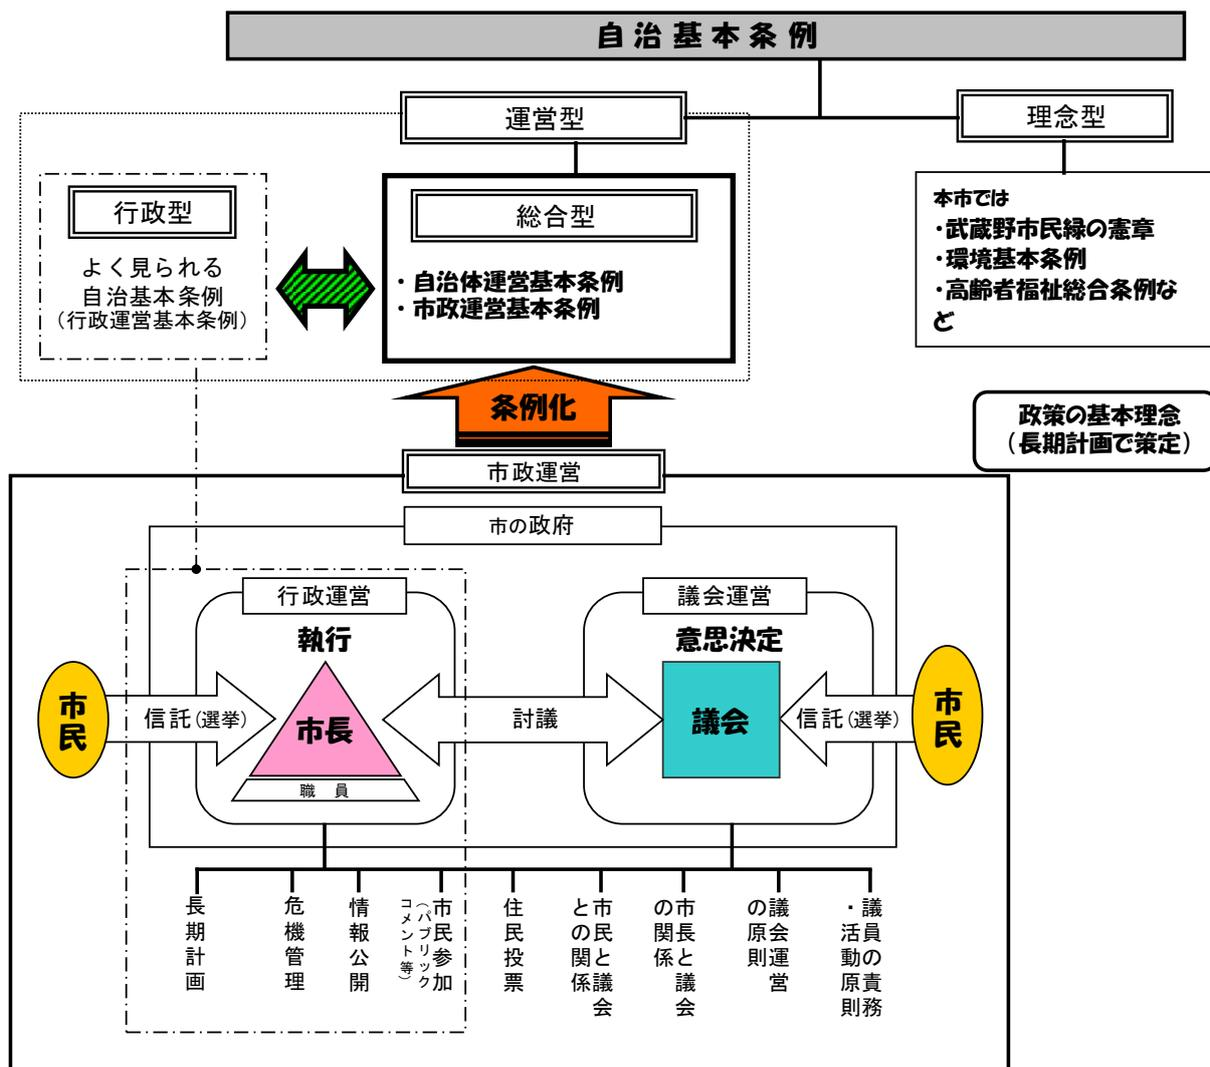 自治基本条例
運営型
理念型
行政型
よく見られる
自治基本条例
（行政運営基本条例）
総合型
・自治体運営基本条例
・市政運営基本条例
本市では
・武蔵野市民緑の憲章
・環境基本条例
・高齢者福祉総合条例な
ど
条例化
政策の基本理念
（長期計画で策定）
市政運営
市の政府
行政運営
執行
議会運営
意思決定
市民
信託（選挙）
市長
職　員
討議
議会
信託（選挙）
市民
長期計画
危機管理
情報公開
市民参加
（パブリック
コメント等）
住民投票
市民と議会
との関係
市長と議会
の関係
議会運営
の原則
議員の責務
・活動原則